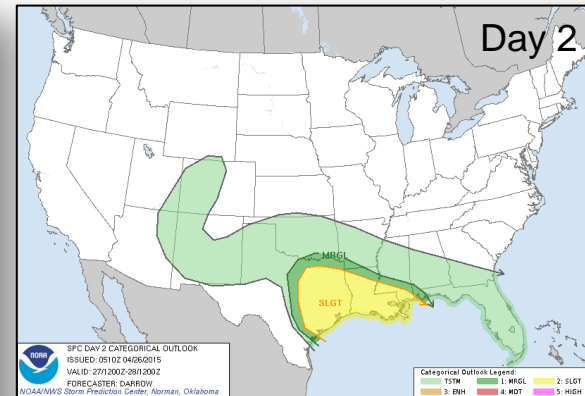 Day 2
MRGL
SLGT
NOAA
SPC DAY 2 CATEGORICAL OUTLOOK
ISSUED: 0510Z 04/26/2015
VALID: 27/1200Z-28/1200Z
FORECASTER: DARROW
NOAA/NWS Storm Prediction Center, Norman, Oklahoma
Categorical Outlook Legend:
TSTM 1: MRGL 2: SLGT
3: ENH 4: MDT 5: HIGH